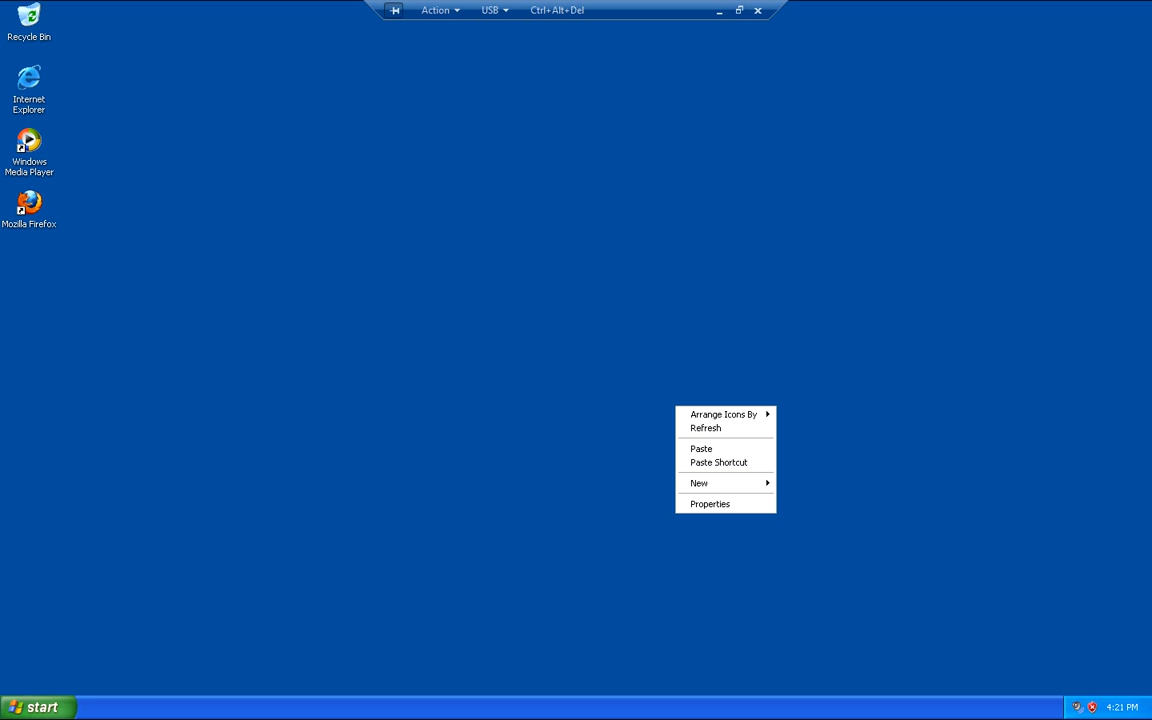 Action
USB
Ctrl+Alt+Del
Recycle Bin
Internet
Explorer
Windows
Media Player
Mozilla Firefox
Arrange Icons By
Refresh
Paste
Paste Shortcut
New
Properties
start
4:21 PM